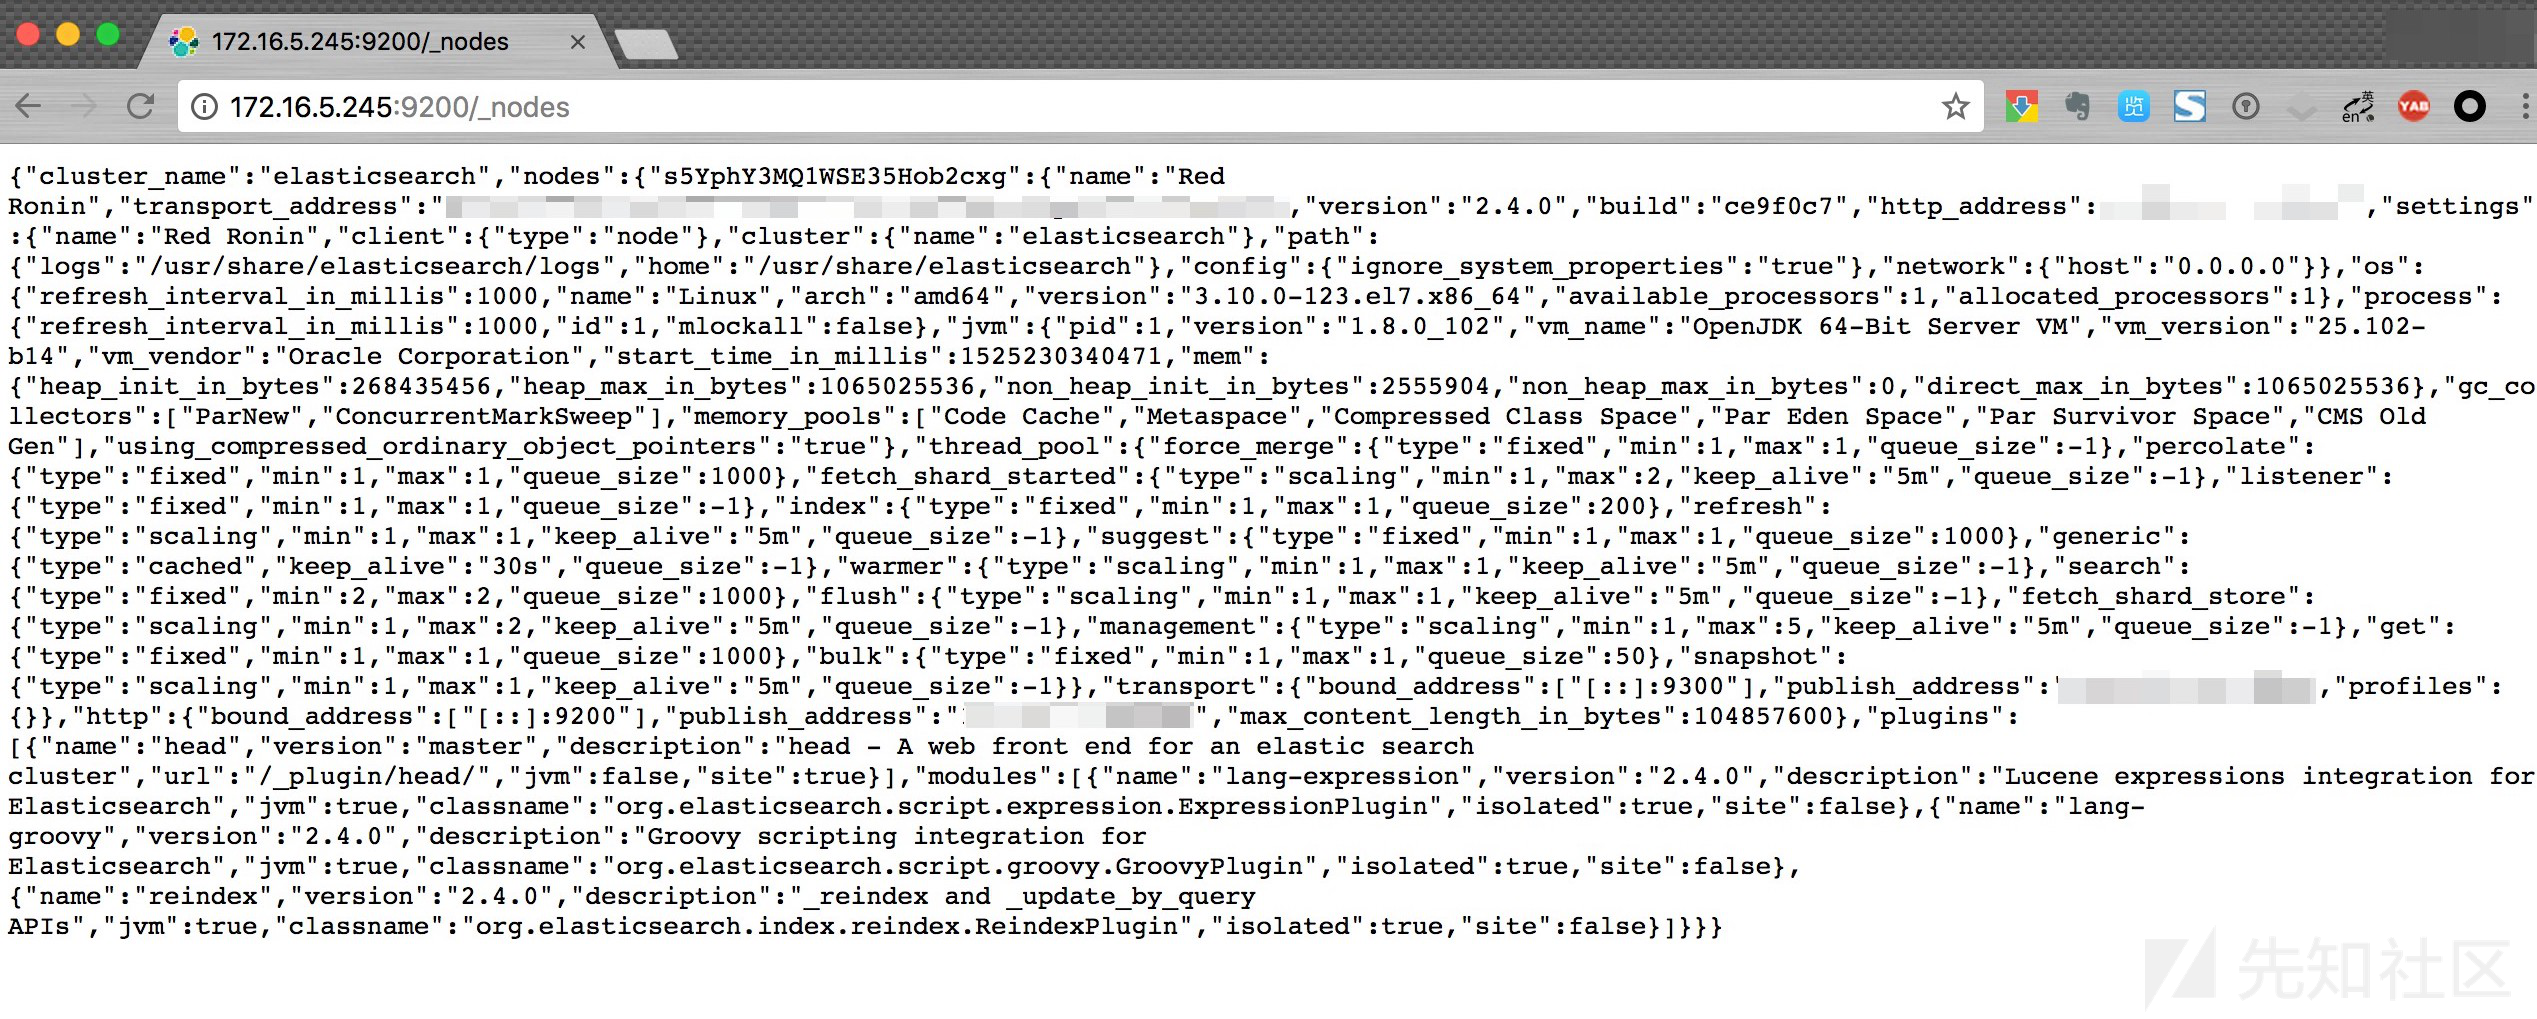 172.16.5.245:9200/_nodes
172.16.5.245:9200/_nodes
览
英
en
YAB
{"cluster_name":"elasticsearch","nodes":{"s5YphY3MQ1WSE35Hob2cxg":{"name":"Red
Ronin","transport_address":" ,"version":"2.4.0","build":"ce9f0c7","http_address": ,"settings"
:{"name":"Red Ronin","client":{"type":"node"},"cluster":{"name":"elasticsearch"},"path":
{"logs":"/usr/share/elasticsearch/logs","home":"/usr/share/elasticsearch"},"config":{"ignore_system_properties":"true"},"network":{"host":"0.0.0.0"}},"os":
{"refresh_interval_in_millis":1000,"name":"Linux","arch":"amd64","version":"3.10.0-123.el7.x86_64","available_processors":1,"allocated_processors":1},"process":
{"refresh_interval_in_millis":1000,"id":1,"mlockall":false},"jvm":{"pid":1,"version":"1.8.0_102","vm_name":"OpenJDK 64-Bit Server VM","vm_version":"25.102-
b14","vm_vendor":"Oracle Corporation","start_time_in_millis":1525230340471,"mem":
{"heap_init_in_bytes":268435456,"heap_max_in_bytes":1065025536,"non_heap_init_in_bytes":2555904,"non_heap_max_in_bytes":0,"direct_max_in_bytes":1065025536},"gc_co
llectors":["ParNew","ConcurrentMarkSweep"],"memory_pools":["Code Cache","Metaspace","Compressed Class Space","Par Eden Space","Par Survivor Space","CMS Old
Gen"],"using_compressed_ordinary_object_pointers":"true"},"thread_pool":{"force_merge":{"type":"fixed","min":1,"max":1,"queue_size":-1},"percolate":
{"type":"fixed","min":1,"max":1,"queue_size":1000},"fetch_shard_started":{"type":"scaling","min":1,"max":2,"keep_alive":"5m","queue_size":-1},"listener":
{"type":"fixed","min":1,"max":1,"queue_size":-1},"index":{"type":"fixed","min":1,"max":1,"queue_size":200},"refresh":
{"type":"scaling","min":1,"max":1,"keep_alive":"5m","queue_size":-1},"suggest":{"type":"fixed","min":1,"max":1,"queue_size":1000},"generic":
{"type":"cached","keep_alive":"30s","queue_size":-1},"warmer":{"type":"scaling","min":1,"max":1,"keep_alive":"5m","queue_size":-1},"search":
{"type":"fixed","min":2,"max":2,"queue_size":1000},"flush":{"type":"scaling","min":1,"max":1,"keep_alive":"5m","queue_size":-1},"fetch_shard_store":
{"type":"scaling","min":1,"max":2,"keep_alive":"5m","queue_size":-1},"management":{"type":"scaling","min":1,"max":5,"keep_alive":"5m","queue_size":-1},"get":
{"type":"fixed","min":1,"max":1,"queue_size":1000},"bulk":{"type":"fixed","min":1,"max":1,"queue_size":50},"snapshot":
{"type":"scaling","min":1,"max":1,"keep_alive":"5m","queue_size":-1}},"transport":{"bound_address":["[::]:9300"],"publish_address": ,"profiles":
{}},"http":{"bound_address":["[::]:9200"],"publish_address":" ","max_content_length_in_bytes":104857600},"plugins":
[{"name":"head","version":"master","description":"head - A web front end for an elastic search
cluster","url":"/_plugin/head/","jvm":false,"site":true}],"modules":[{"name":"lang-expression","version":"2.4.0","description":"Lucene expressions integration for
Elasticsearch","jvm":true,"classname":"org.elasticsearch.script.expression.ExpressionPlugin","isolated":true,"site":false},{"name":"lang-
groovy","version":"2.4.0","description":"Groovy scripting integration for
Elasticsearch","jvm":true,"classname":"org.elasticsearch.script.groovy.GroovyPlugin","isolated":true,"site":false},
{"name":"reindex","version":"2.4.0","description":"_reindex and _update_by_query
APIs","jvm":true,"classname":"org.elasticsearch.index.reindex.ReindexPlugin","isolated":true,"site":false}]}}}
先知社区